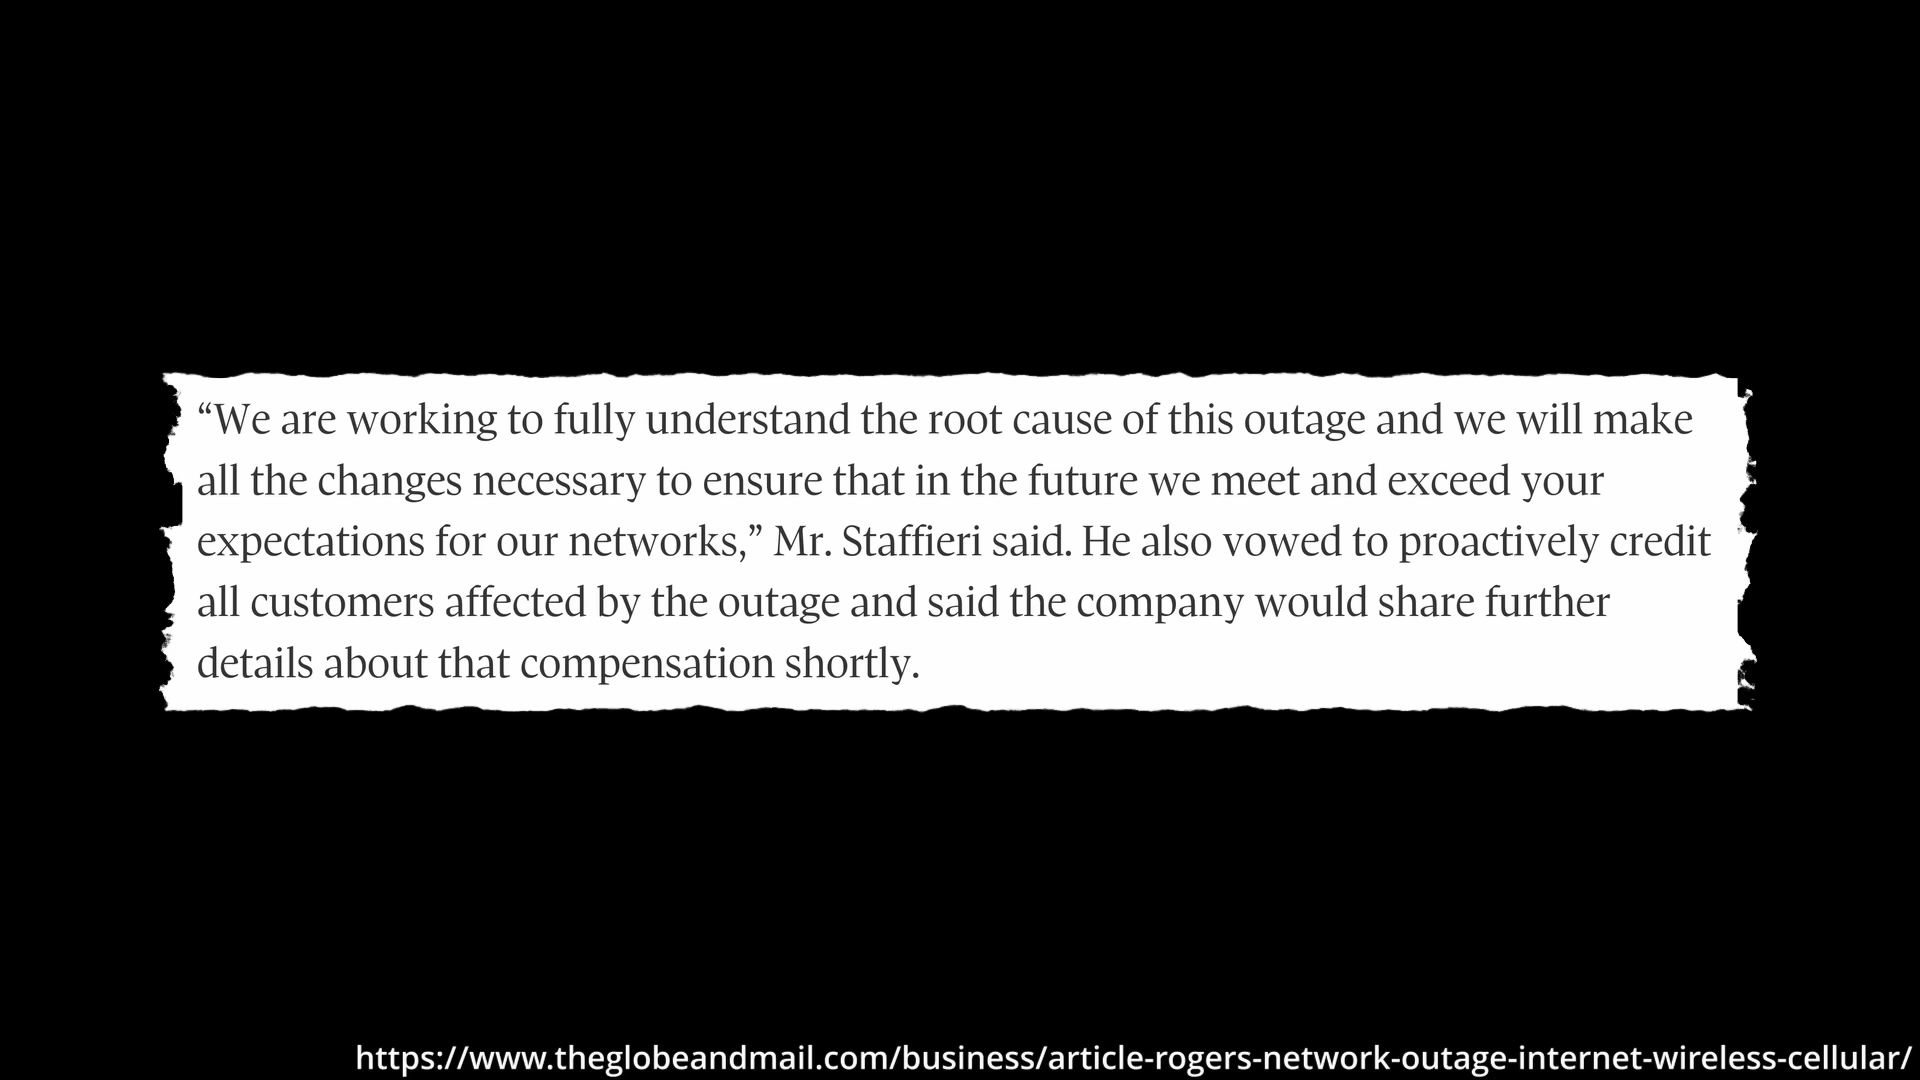 “We are working to fully understand the root cause of this outage and we will make
all the changes necessary to ensure that in the future we meet and exceed your
expectations for our networks,” Mr. Staffieri said. He also vowed to proactively credit
all customers affected by the outage and said the company would share further
details about that compensation shortly.
https://www.theglobeandmail.com/business/article-rogers-network-outage-internet-wireless-cellular/